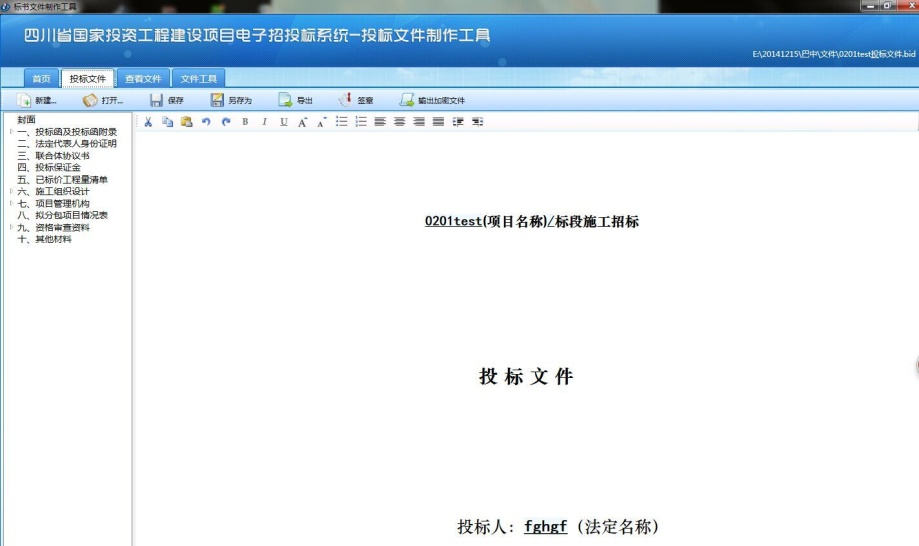 标书文件制作工具
四川省国家投资工程建设项目电子招投标系统-投标文件制作工具
E:\20141215\巴中\文件\0201test投标文件.bid
首页 投标文件 查看文件 文件工具
新建... 打开... 保存 另存为 导出 签章 输出加密文件
B I U A A
封面
一、投标函及投标函附录
二、法定代表人身份证明
三、联合体协议书
四、投标保证金
五、已标价工程量清单
六、施工组织设计
七、项目管理机构
八、拟分包项目情况表
九、资格审查资料
十、其他材料
0201test(项目名称)/标段施工招标
投标文件
投标人：fghgf（法定名称）